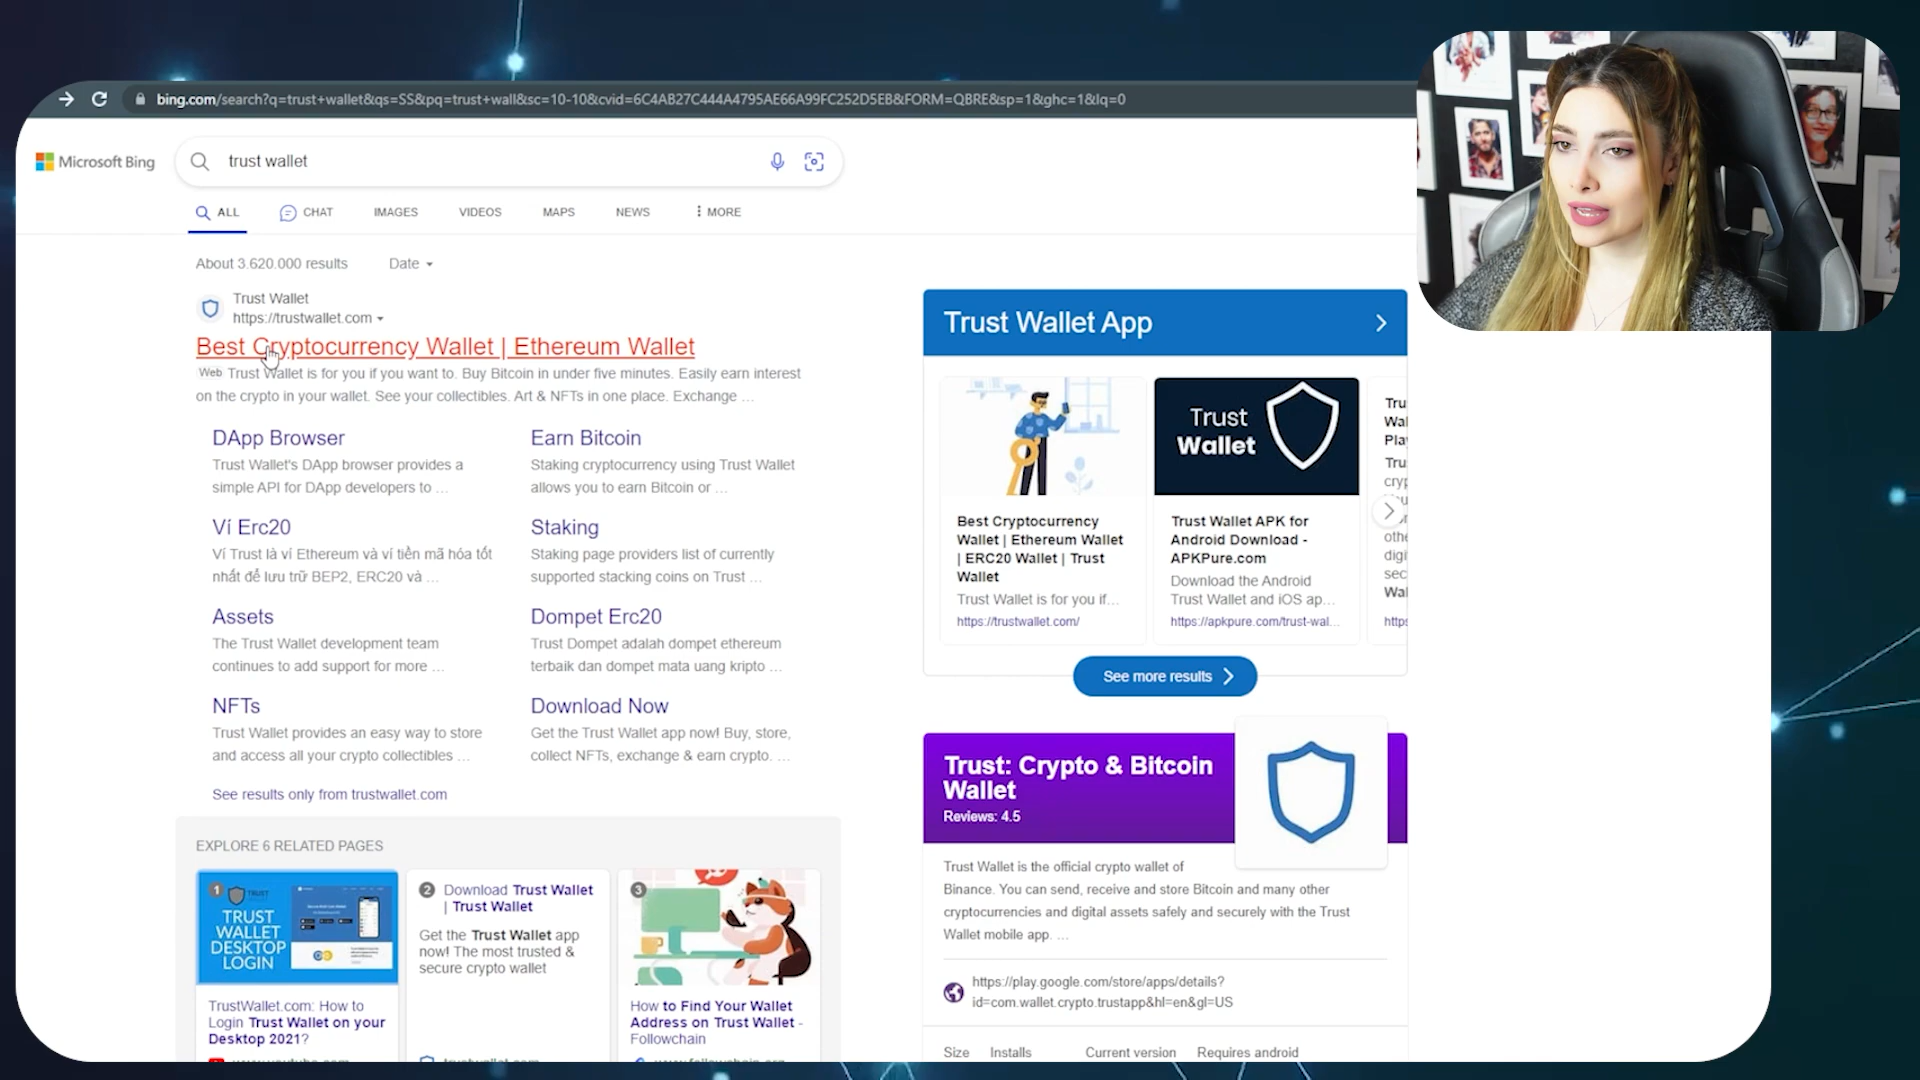 bing.com/search?q=trust+wallet&qs=SS&pq=trust+wall&sc=10-10&cvid=6C4AB27C444A4795AE66A99FC252D5EB&FORM=QBRE&sp=1&ghc=1&lq=0
Microsoft Bing
trust wallet
ALL
CHAT
IMAGES
VIDEOS
MAPS
NEWS
MORE
About 3.620.000 results
Date
Trust Wallet
https://trustwallet.com
Best Cryptocurrency Wallet | Ethereum Wallet
Web Trust Wallet is for you if you want to. Buy Bitcoin in under five minutes. Easily earn interest
on the crypto in your wallet. See your collectibles. Art & NFTs in one place. Exchange ...
DApp Browser
Trust Wallet's DApp browser provides a
simple API for DApp developers to ...
Earn Bitcoin
Staking cryptocurrency using Trust Wallet
allows you to earn Bitcoin or ...
Ví Erc20
Ví Trust là ví Ethereum và ví tiền mã hóa tốt
nhất để lưu trữ BEP2, ERC20 và ...
Staking
Staking page providers list of currently
supported stacking coins on Trust ...
Assets
The Trust Wallet development team
continues to add support for more ...
Dompet Erc20
Trust Dompet adalah dompet ethereum
terbaik dan dompet mata uang kripto ...
NFTs
Trust Wallet provides an easy way to store
and access all your crypto collectibles ...
Download Now
Get the Trust Wallet app now! Buy, store,
collect NFTs, exchange & earn crypto. ...
See results only from trustwallet.com
EXPLORE 6 RELATED PAGES
1
TRUST
WALLET
DESKTOP
LOGIN
TrustWallet.com: How to
Login Trust Wallet on your
Desktop 2021?
2
Download Trust Wallet
| Trust Wallet
Get the Trust Wallet app
now! The most trusted &
secure crypto wallet
3
How to Find Your Wallet
Address on Trust Wallet -
Followchain
Trust Wallet App
Best Cryptocurrency
Wallet | Ethereum Wallet
| ERC20 Wallet | Trust
Wallet
Trust Wallet is for you if...
https://trustwallet.com/
Trust
Wallet
Trust Wallet APK for
Android Download -
APKPure.com
Download the Android
Trust Wallet and iOS ap...
https://apkpure.com/trust-wal...
See more results
Trust: Crypto & Bitcoin
Wallet
Reviews: 4.5
Trust Wallet is the official crypto wallet of
Binance. You can send, receive and store Bitcoin and many other
cryptocurrencies and digital assets safely and securely with the Trust
Wallet mobile app. ...
https://play.google.com/store/apps/details?
id=com.wallet.crypto.trustapp&hl=en&gl=US
Size
Installs
Current version
Requires android